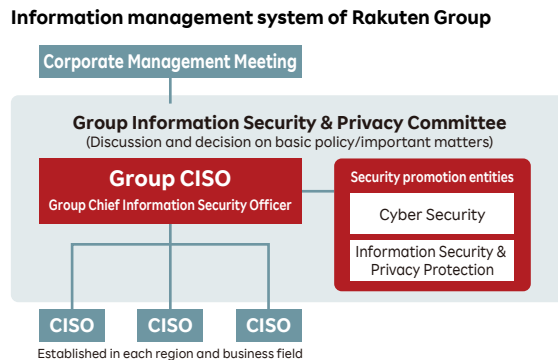 Information management system of Rakuten Group
Corporate Management Meeting
Group Information Security & Privacy Committee
(Discussion and decision on basic policy/important matters)
Group CISO
Group Chief Information Security Officer
Security promotion entities
Cyber Security
Information Security &
Privacy Protection
CISO
CISO
CISO
Established in each region and business field